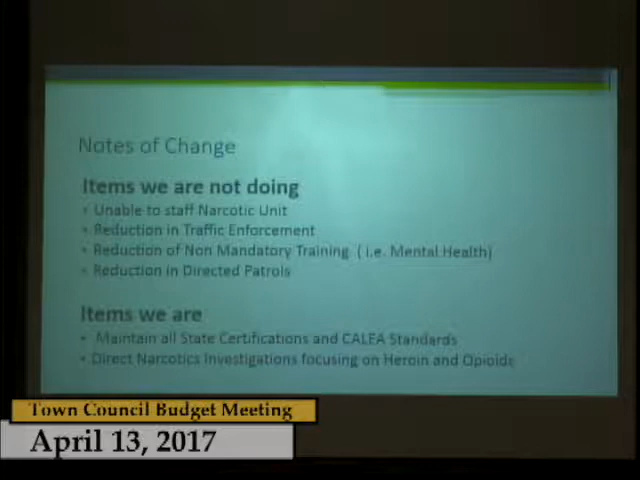 Notes of Change
Items we are not doing
• Unable to staff Narcotic Unit
• Reduction in Traffic Enforcement
• Reduction of Non Mandatory Training ( i.e. Mental Health)
• Reduction in Directed Patrols
Items we are
• Maintain all State Certifications and CALEA Standards
• Direct Narcotics Investigations focusing on Heroin and Opioids
Town Council Budget Meeting
April 13, 2017